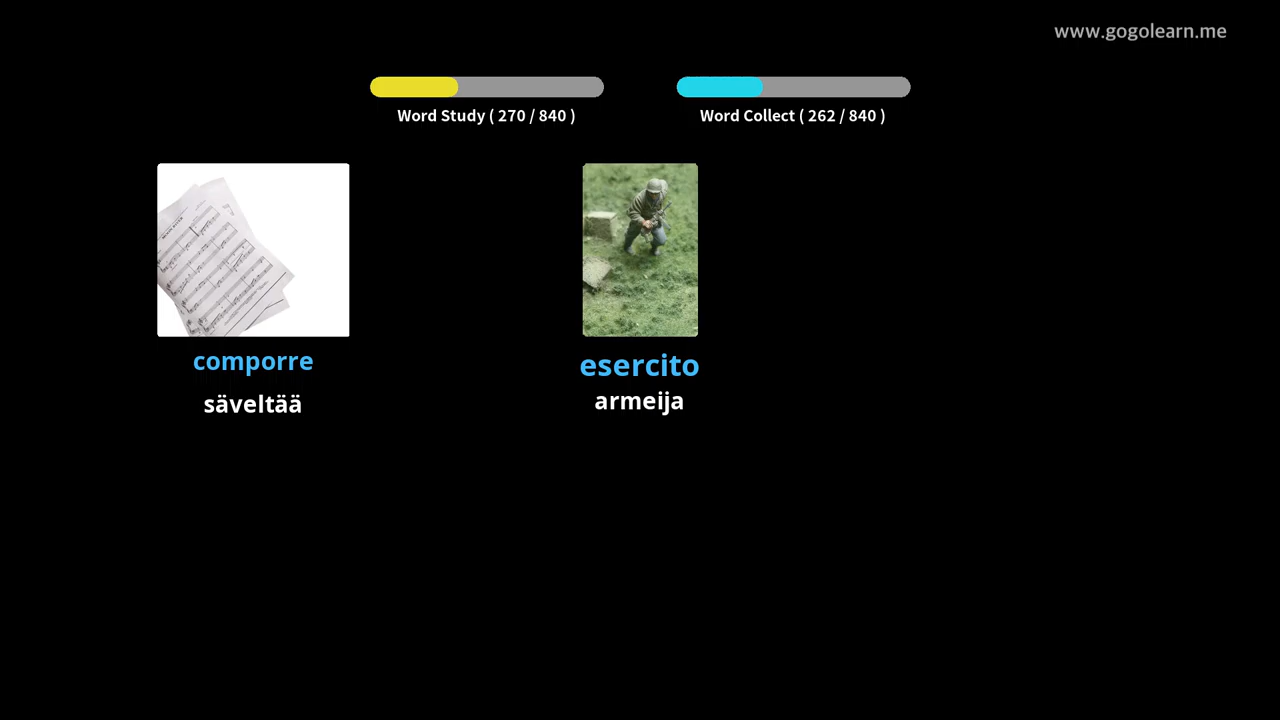 www.gogolearn.me
Word Study ( 270 / 840 )
Word Collect ( 262 / 840 )
comporre
säveltää
esercito
armeija